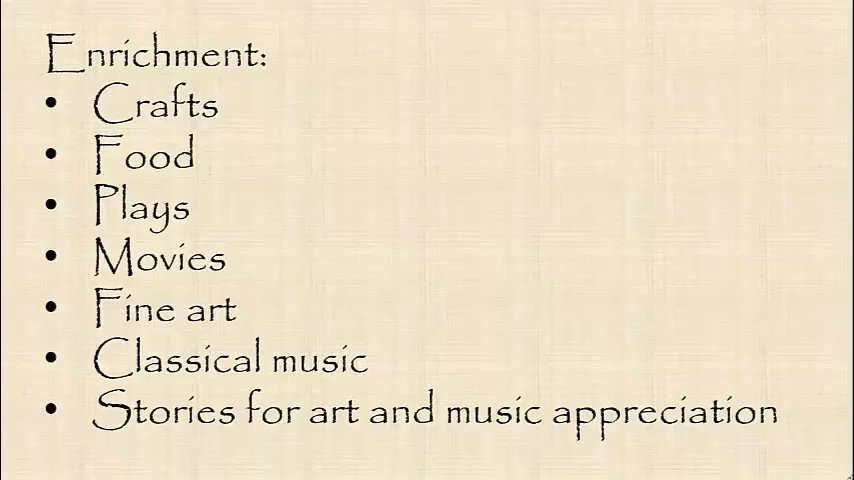 Enrichment:
• Crafts
• Food
• Plays
• Movies
• Fine art
• Classical music
• Stories for art and music appreciation